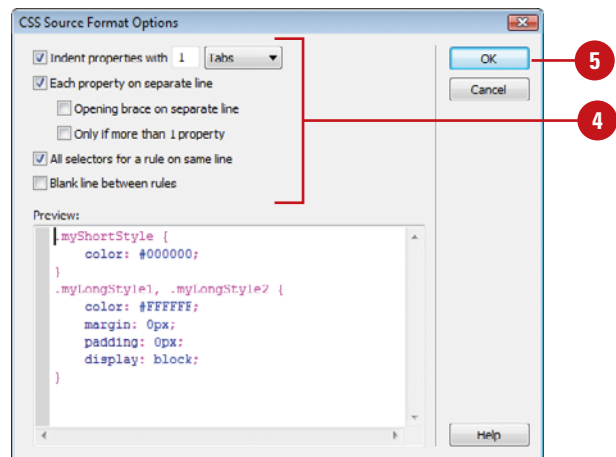 CSS Source Format Options
Indent properties with 1 Tabs
Each property on separate line
Opening brace on separate line
Only if more than 1 property
All selectors for a rule on same line
Blank line between rules
OK
5
Cancel
4
Preview:
.myShortStyle {
    color: #000000;
}
.myLongStyle1, .myLongStyle2 {
    color: #FFFFFF;
    margin: 0px;
    padding: 0px;
    display: block;
}
Help